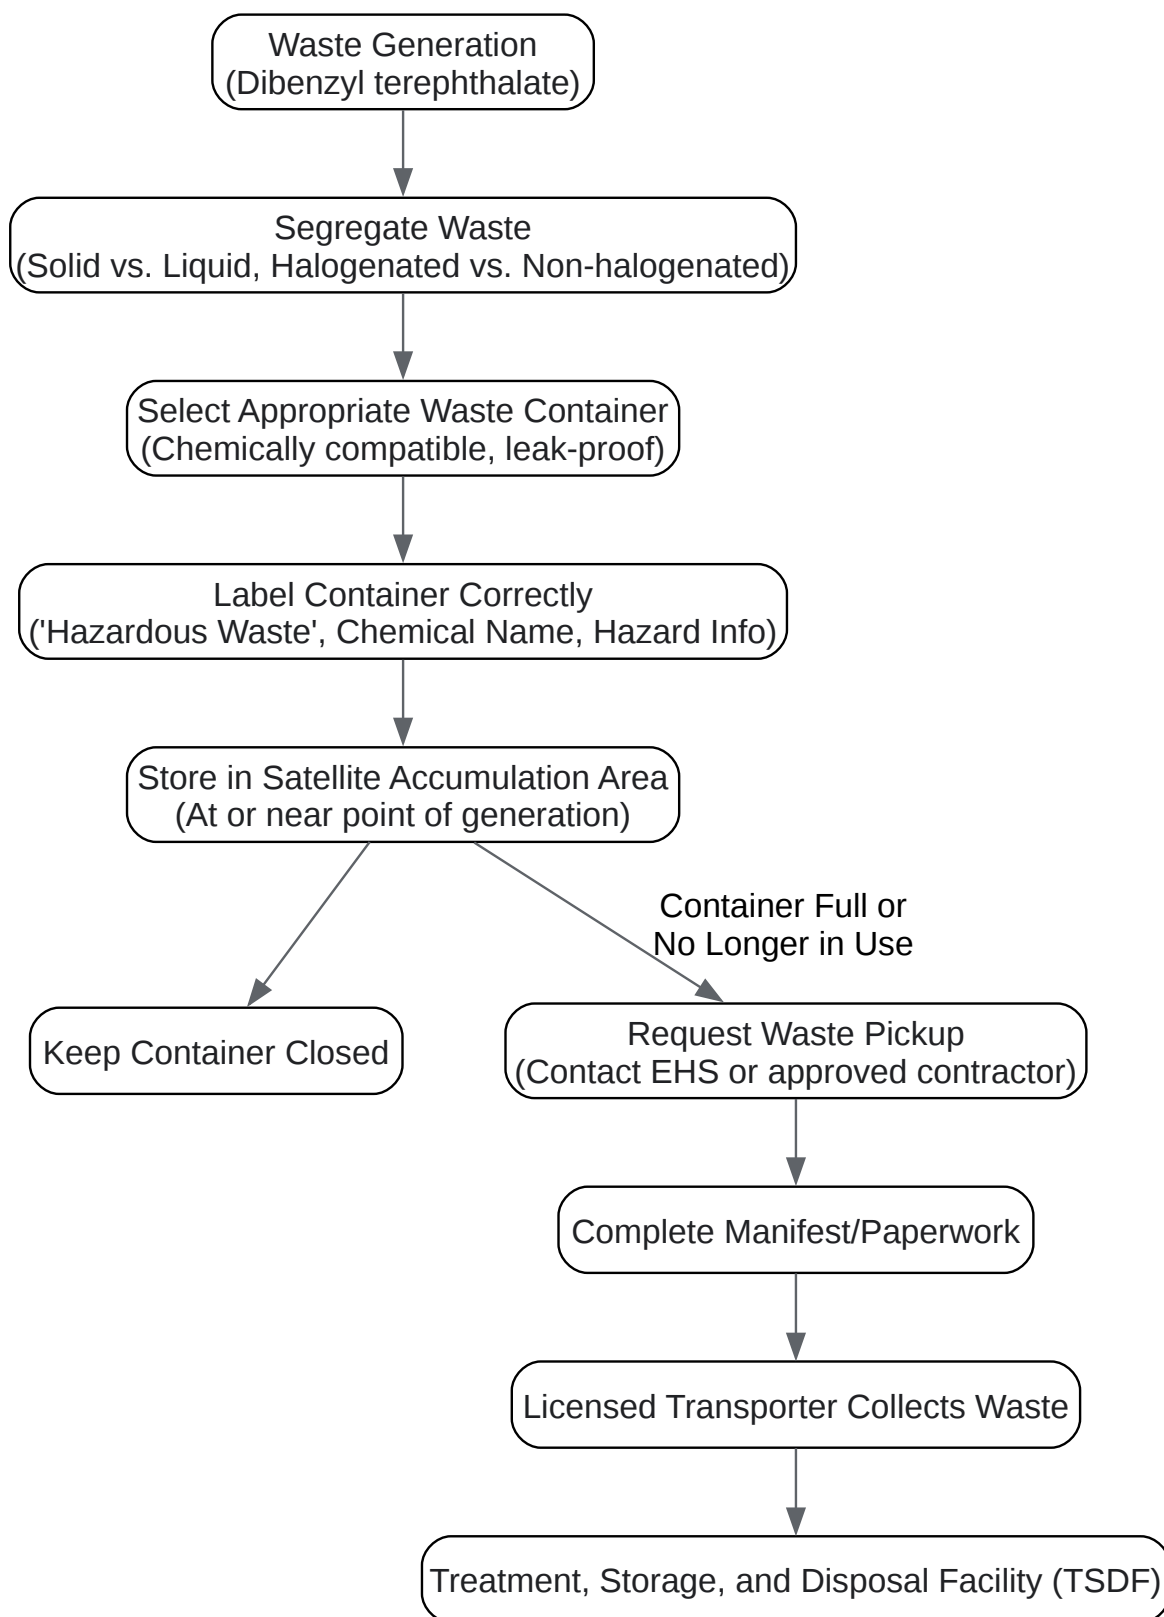 Waste Generation
(Dibenzyl terephthalate)
Segregate Waste
(Solid vs. Liquid, Halogenated vs. Non-halogenated)
Select Appropriate Waste Container
(Chemically compatible, leak-proof)
Label Container Correctly
('Hazardous Waste', Chemical Name, Hazard Info)
Store in Satellite Accumulation Area
(At or near point of generation)
Container Full or
No Longer in Use
Keep Container Closed
Request Waste Pickup
(Contact EHS or approved contractor)
Complete Manifest/Paperwork
Licensed Transporter Collects Waste
Treatment, Storage, and Disposal Facility (TSDF)